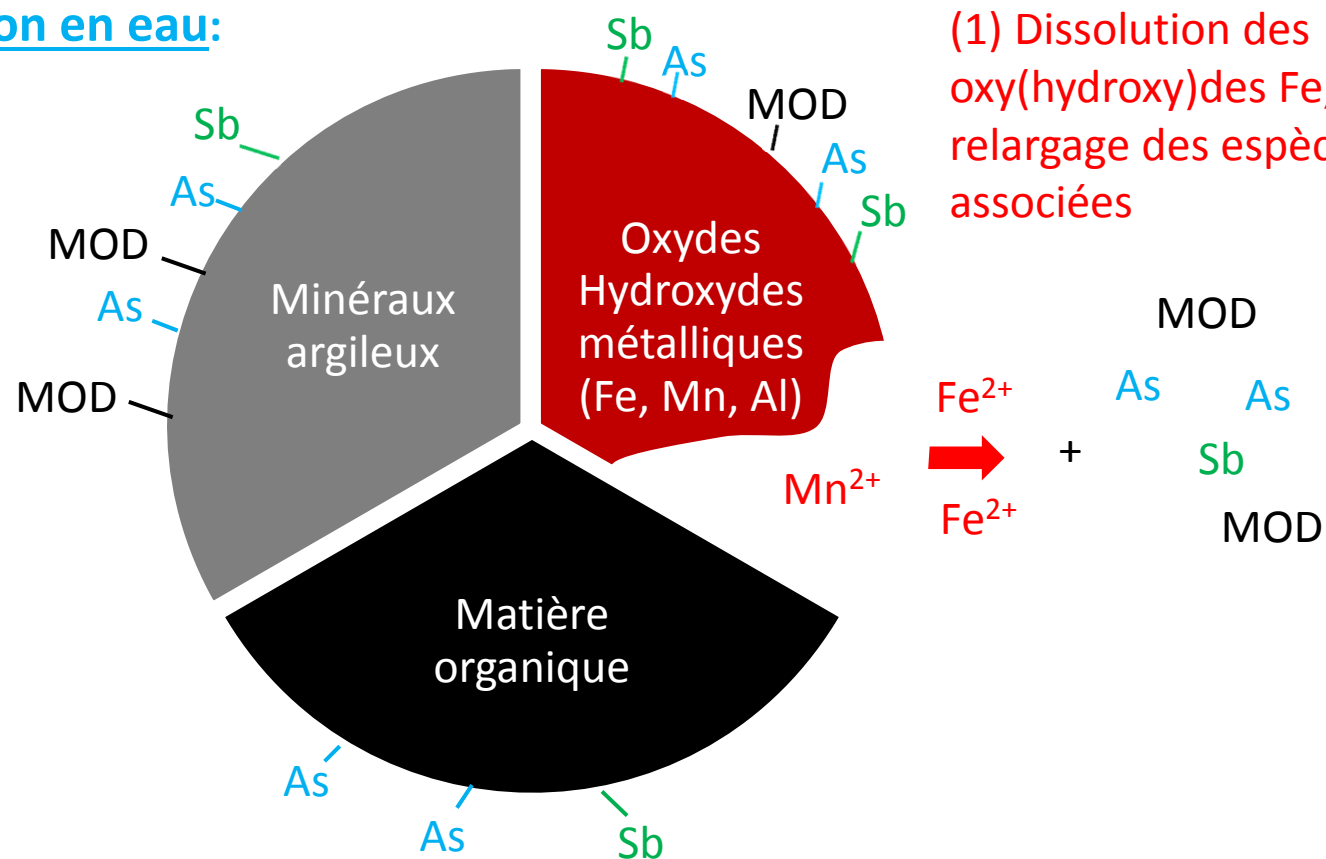 on en eau:
(1) Dissolution des
oxy(hydroxy)des Fe,
relargage des
associées
Sb
As
MOD
As
Sb
Sb
As
MOD
As
MOD
Minéraux
argileux
Oxydes
Hydroxydes
métalliques
(Fe, Mn, Al)
Mn²⁺
Fe²⁺
Fe²⁺
+
MOD
As
As
Sb
MOD
Matière
organique
As
As
Sb